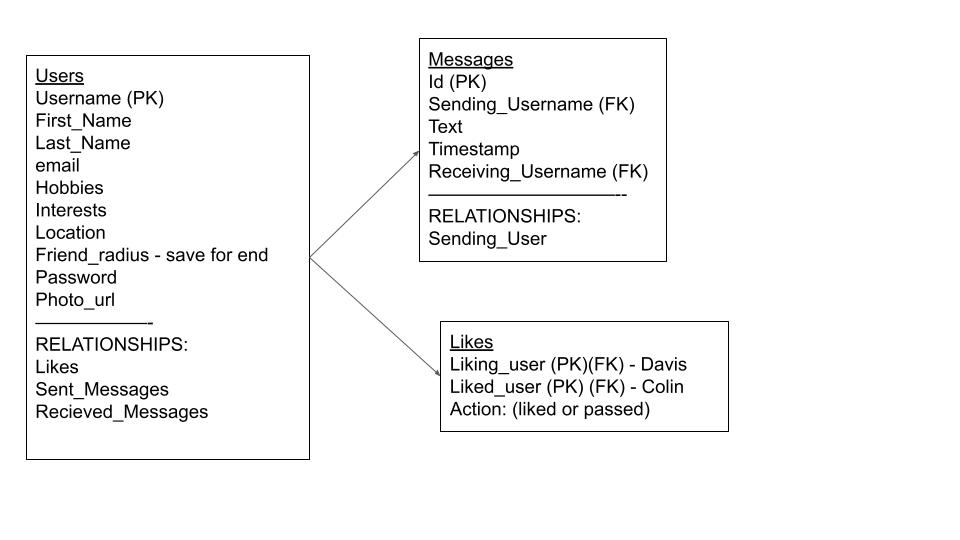 Users
Username (PK)
First_Name
Last_Name
email
Hobbies
Interests
Location
Friend_radius - save for end
Password
Photo_url
———————-
RELATIONSHIPS:
Likes
Sent_Messages
Recieved_Messages
Messages
Id (PK)
Sending_Username (FK)
Text
Timestamp
Receiving_Username (FK)
———————————--
RELATIONSHIPS:
Sending_User
Likes
Liking_user (PK)(FK) - Davis
Liked_user (PK) (FK) - Colin
Action: (liked or passed)